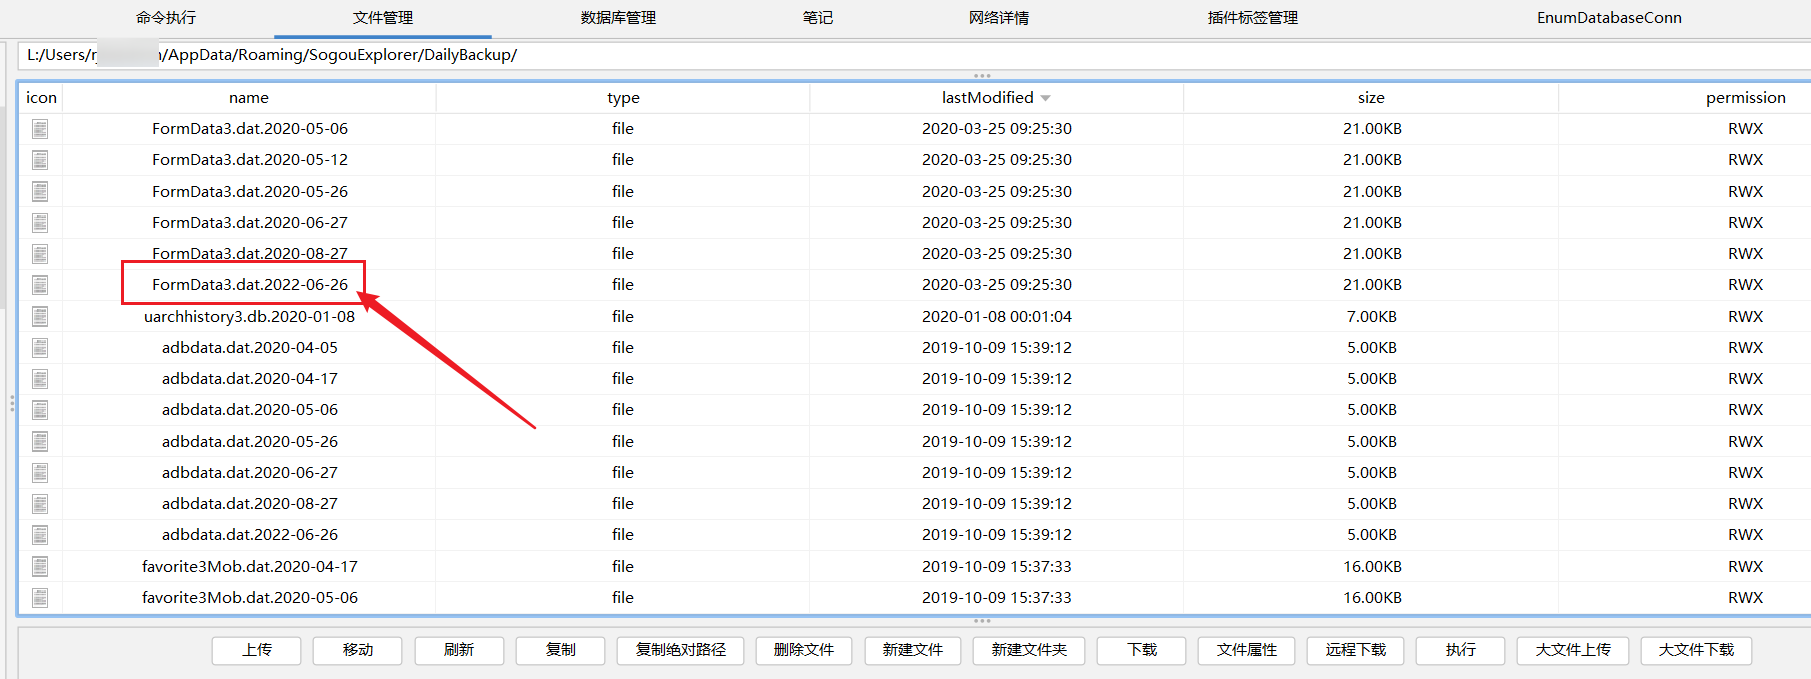 命令执行 文件管理 数据库管理 笔记 网络详情 插件标签管理 EnumDatabaseConn
L:/Users/r /AppData/Roaming/SogouExplorer/DailyBackup/
icon name type lastModified size permission
FormData3.dat.2020-05-06 file 2020-03-25 09:25:30 21.00KB RWX
FormData3.dat.2020-05-12 file 2020-03-25 09:25:30 21.00KB RWX
FormData3.dat.2020-05-26 file 2020-03-25 09:25:30 21.00KB RWX
FormData3.dat.2020-06-27 file 2020-03-25 09:25:30 21.00KB RWX
FormData3.dat.2020-08-27 file 2020-03-25 09:25:30 21.00KB RWX
FormData3.dat.2022-06-26 file 2020-03-25 09:25:30 21.00KB RWX
uarchhistory3.db.2020-01-08 file 2020-01-08 00:01:04 7.00KB RWX
adbdata.dat.2020-04-05 file 2019-10-09 15:39:12 5.00KB RWX
adbdata.dat.2020-04-17 file 2019-10-09 15:39:12 5.00KB RWX
adbdata.dat.2020-05-06 file 2019-10-09 15:39:12 5.00KB RWX
adbdata.dat.2020-05-26 file 2019-10-09 15:39:12 5.00KB RWX
adbdata.dat.2020-06-27 file 2019-10-09 15:39:12 5.00KB RWX
adbdata.dat.2020-08-27 file 2019-10-09 15:39:12 5.00KB RWX
adbdata.dat.2022-06-26 file 2019-10-09 15:39:12 5.00KB RWX
favorite3Mob.dat.2020-04-17 file 2019-10-09 15:37:33 16.00KB RWX
favorite3Mob.dat.2020-05-06 file 2019-10-09 15:37:33 16.00KB RWX
上传 移动 刷新 复制 复制绝对路径 删除文件 新建文件 新建文件夹 下载 文件属性 远程下载 执行 大文件上传 大文件下载